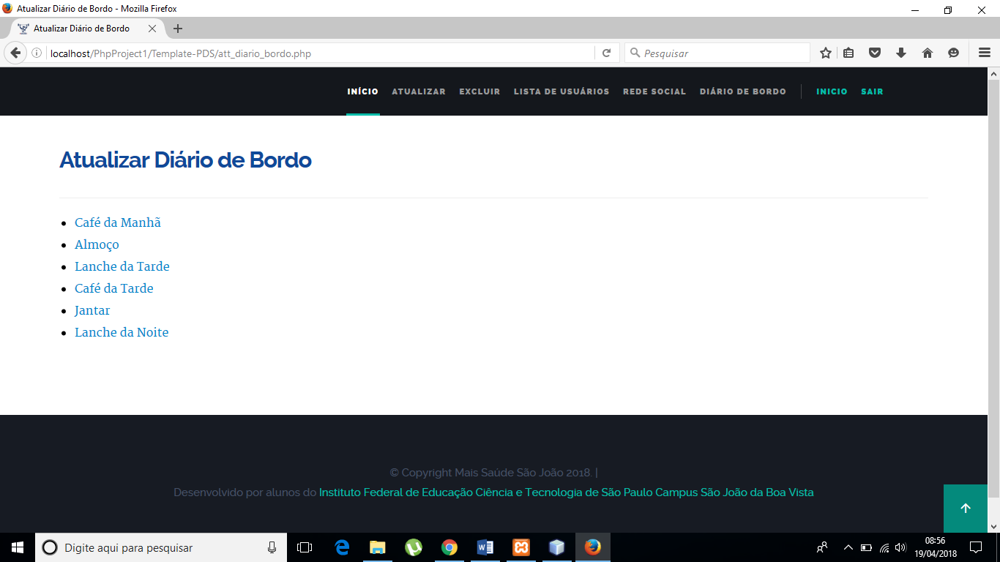 Atualizar Diário de Bordo - Mozilla Firefox
Atualizar Diário de Bordo
localhost/PhpProject1/Template-PDS/att_diario_bordo.php
Pesquisar
INÍCIO ATUALIZAR EXCLUIR LISTA DE USUÁRIOS REDE SOCIAL DIÁRIO DE BORDO INICIO SAIR
Atualizar Diário de Bordo
Café da Manhã
Almoço
Lanche da Tarde
Café da Tarde
Jantar
Lanche da Noite
© Copyright Mais Saúde São João 2018. |
Desenvolvido por alunos do Instituto Federal de Educação Ciência e Tecnologia de São Paulo Campus São João da Boa Vista
Digite aqui para pesquisar
08:56
19/04/2018